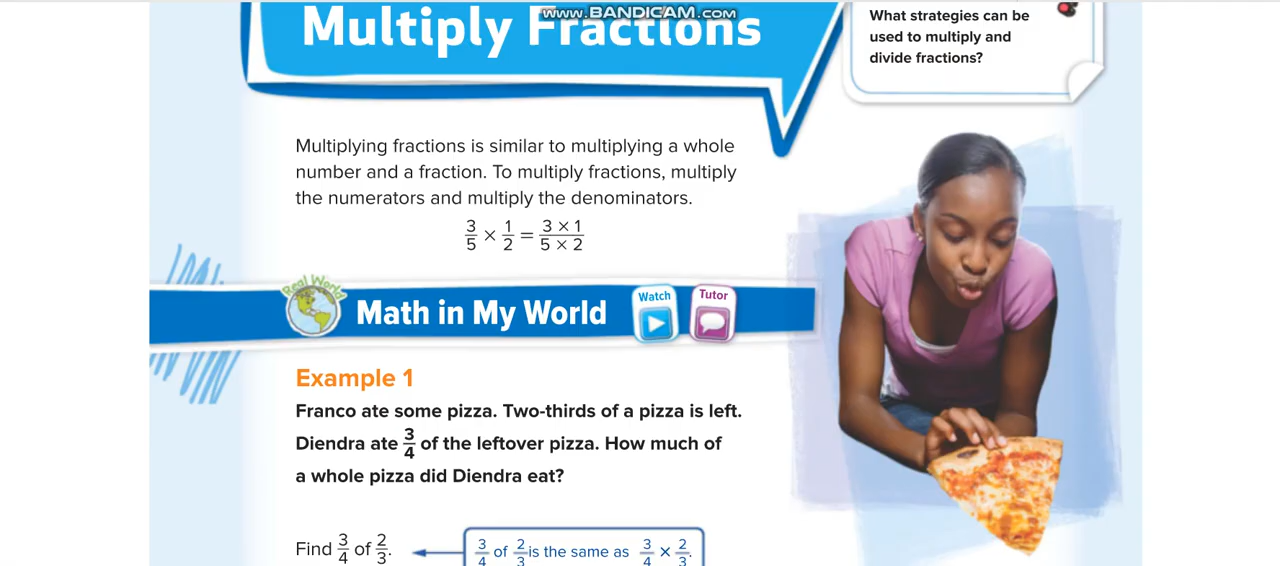 www.BANDICAM.com
Multiply Fractions
What strategies can be
used to multiply and
divide fractions?
Multiplying fractions is similar to multiplying a whole
number and a fraction. To multiply fractions, multiply
the numerators and multiply the denominators.
3/5 × 1/2 = 3 × 1/5 × 2
Real World
Math in My World
Watch
Tutor
Example 1
Franco ate some pizza. Two-thirds of a pizza is left.
Diendra ate 3/4 of the leftover pizza. How much of
a whole pizza did Diendra eat?
Find 3/4 of 2/3.
3/4 of 2/3 is the same as 3/4 × 2/3.